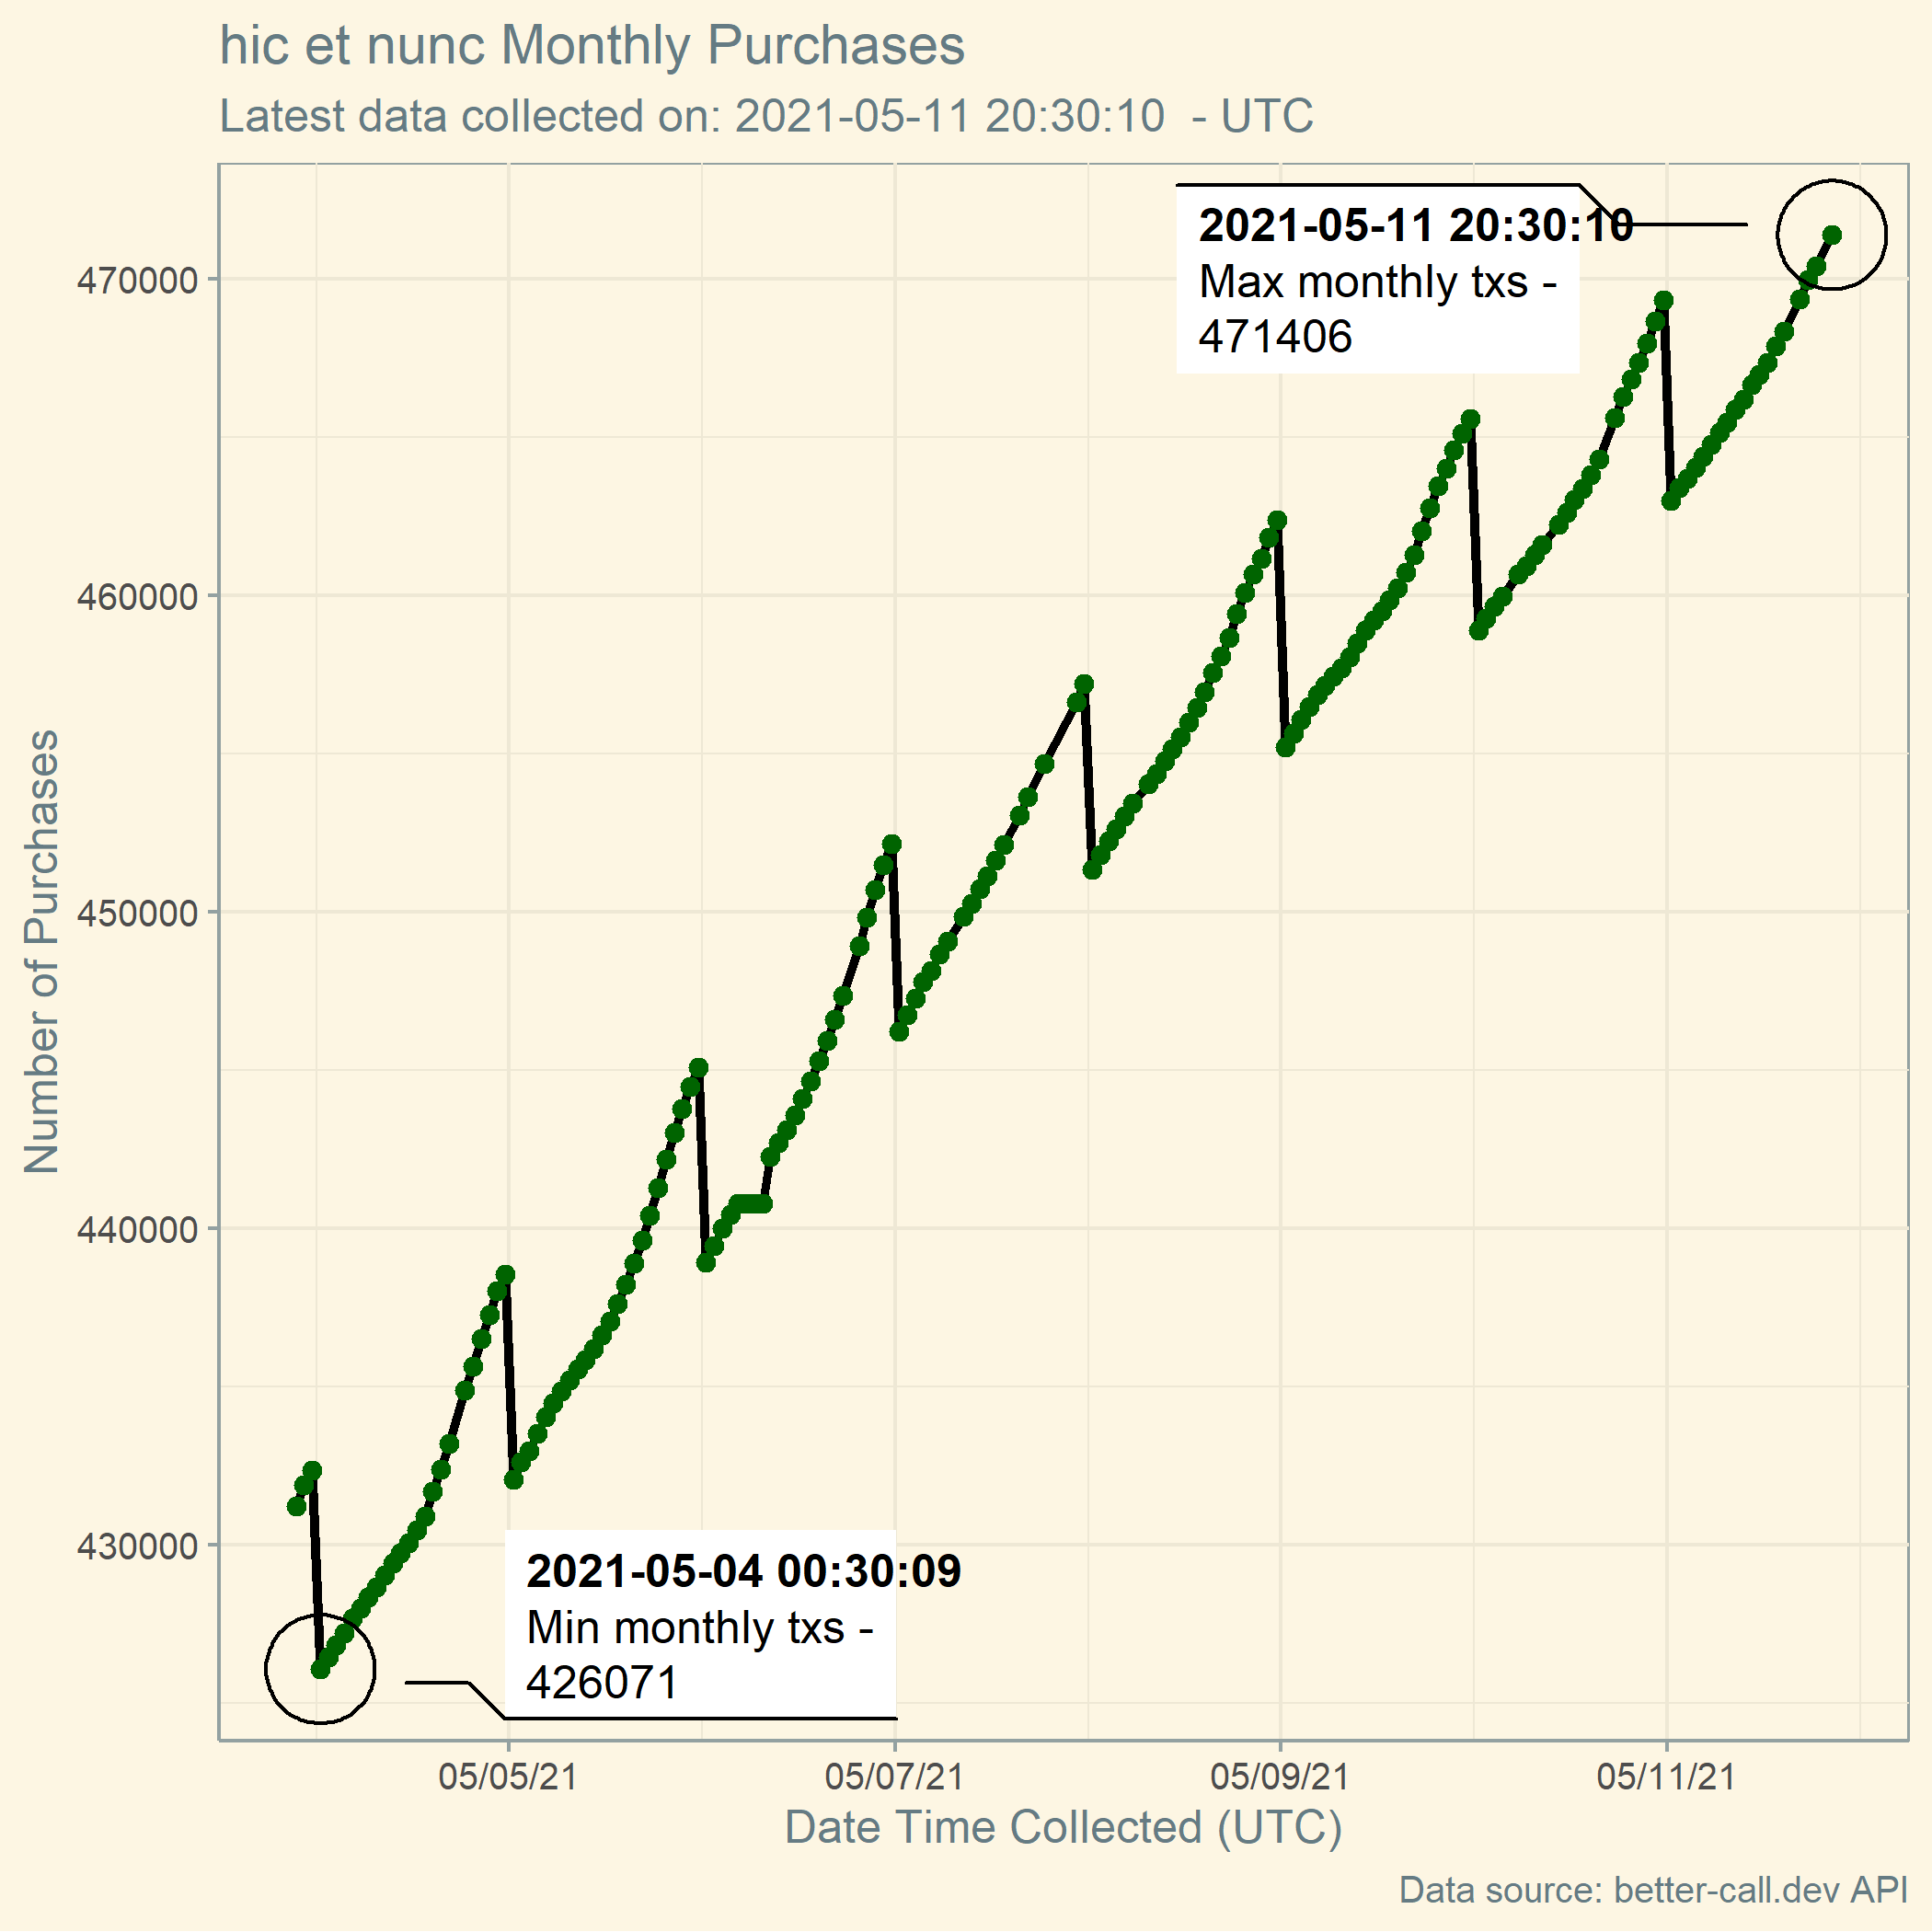 hic et nunc Monthly Purchases
Latest data collected on: 2021-05-11 20:30:10  - UTC
2021-05-11 20:30:10
Max monthly txs -
471406
470000
460000
450000
440000
430000
Number of Purchases
2021-05-04 00:30:09
Min monthly txs -
426071
05/05/21
05/07/21
05/09/21
05/11/21
Date Time Collected (UTC)
Data source: better-call.dev API